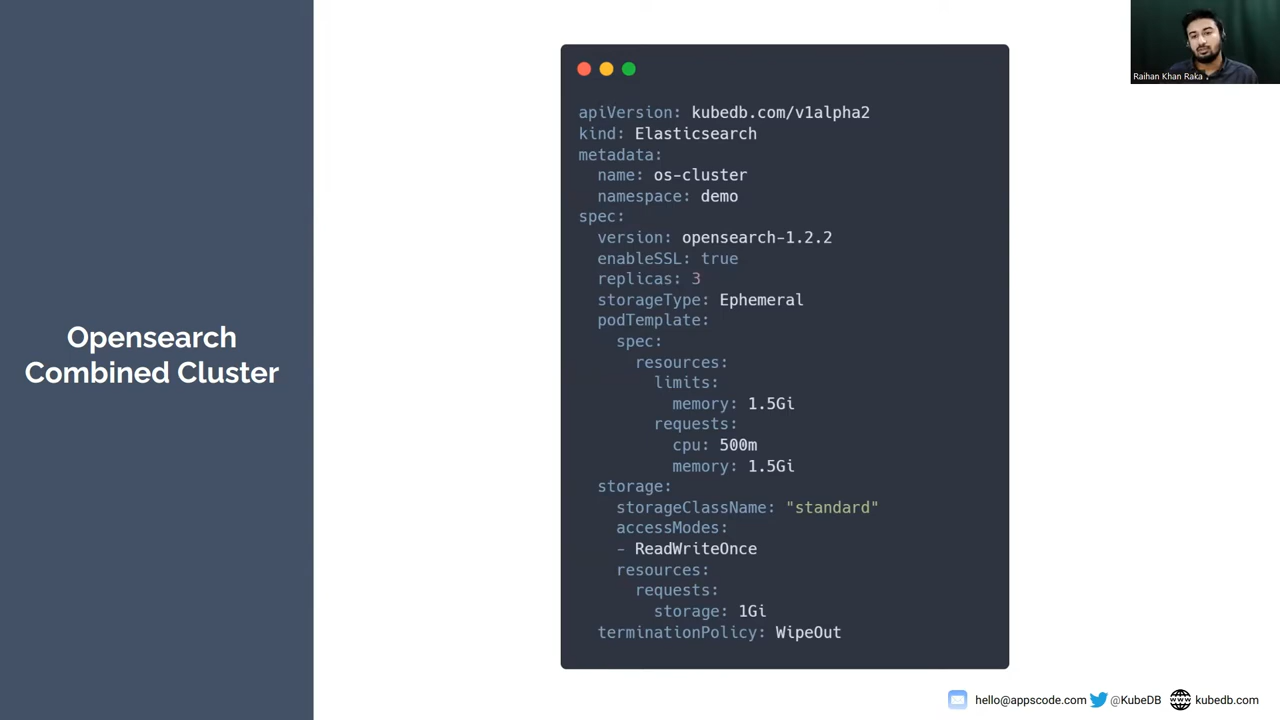 Raihan Khan Raka
Opensearch
Combined Cluster
apiVersion: kubedb.com/v1alpha2
kind: Elasticsearch
metadata:
  name: os-cluster
  namespace: demo
spec:
  version: opensearch-1.2.2
  enableSSL: true
  replicas: 3
  storageType: Ephemeral
  podTemplate:
    spec:
      resources:
        limits:
          memory: 1.5Gi
        requests:
          cpu: 500m
          memory: 1.5Gi
  storage:
    storageClassName: "standard"
    accessModes:
    - ReadWriteOnce
    resources:
      requests:
        storage: 1Gi
  terminationPolicy: WipeOut
hello@appscode.com @KubeDB kubedb.com